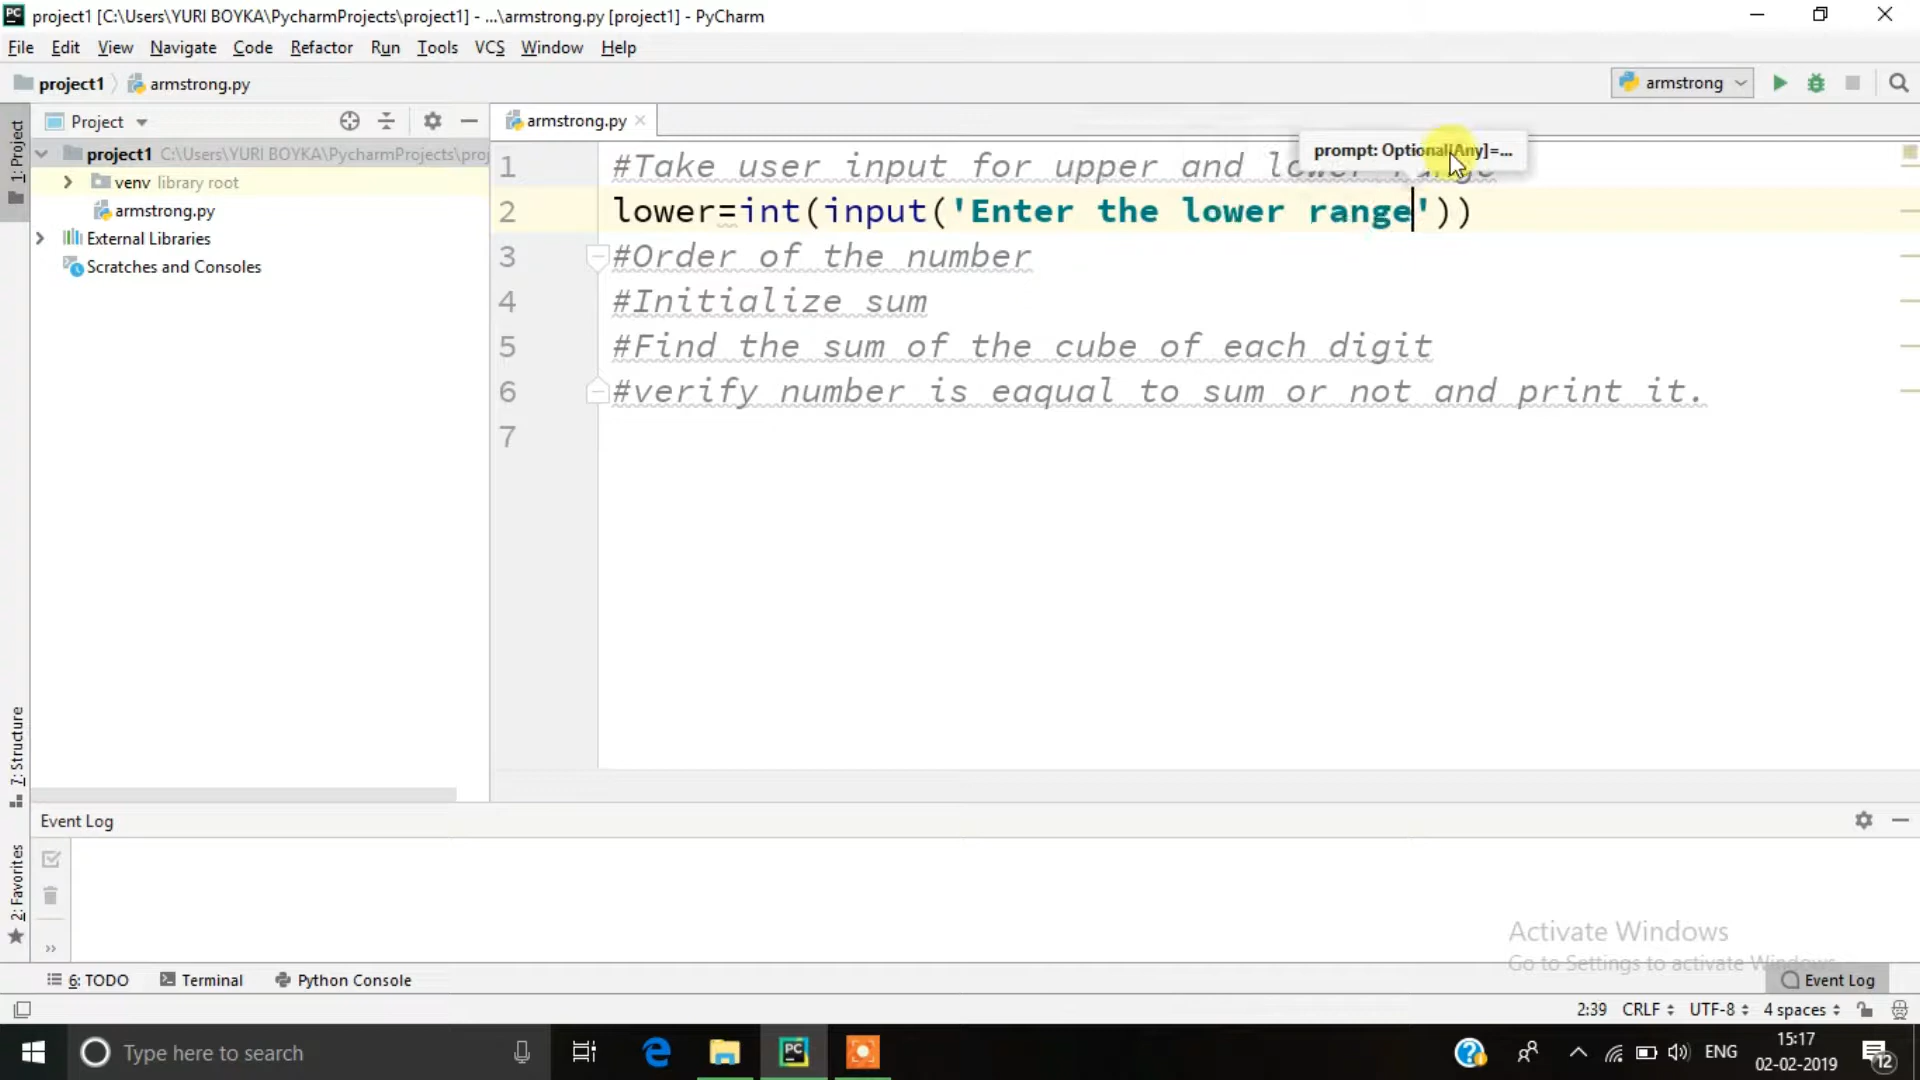 project1 [C:\Users\YURI BOYKA\PycharmProjects\project1] - ...\armstrong.py [project1] - PyCharm
File Edit View Navigate Code Refactor Run Tools VCS Window Help
project1 armstrong.py
armstrong
Project
armstrong.py
1: Project
project1 C:\Users\YURI BOYKA\PycharmProjects\proj
venv library root
armstrong.py
External Libraries
Scratches and Consoles
prompt: Optional[Any]=...
1 #Take user input for upper and lower range
2 lower=int(input('Enter the lower range'))
3 #Order of the number
4 #Initialize sum
5 #Find the sum of the cube of each digit
6 #verify number is eaqual to sum or not and print it.
7
7: Structure
2: Favorites
Event Log
Activate Windows
Go to Settings to activate Windows.
6: TODO Terminal Python Console
Event Log
2:39 CRLF UTF-8 4 spaces
Type here to search
PC
ENG
15:17
02-02-2019
12